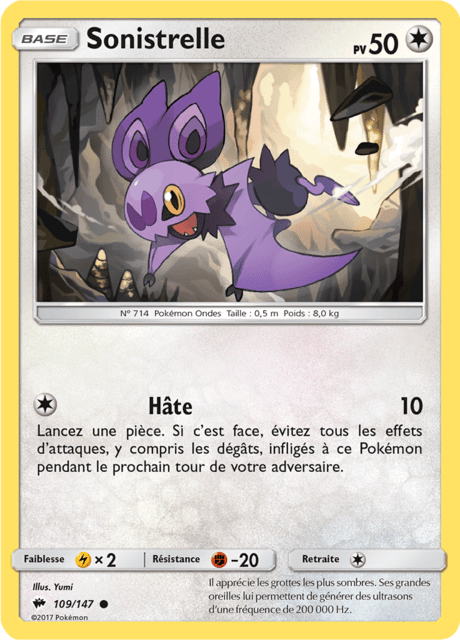 BASE Sonistrelle PV 50
N° 714 Pokémon Ondes Taille : 0,5 m Poids : 8,0 kg
Hâte 10
Lancez une pièce. Si c'est face, évitez tous les effets
d'attaques, y compris les dégâts, infligés à ce Pokémon
pendant le prochain tour de votre adversaire.
Faiblesse ×2 Résistance -20 Retraite
Illus. Yumi
109/147
©2017 Pokémon
Il apprécie les grottes les plus sombres. Ses grandes
oreilles lui permettent de générer des ultrasons
d'une fréquence de 200 000 Hz.